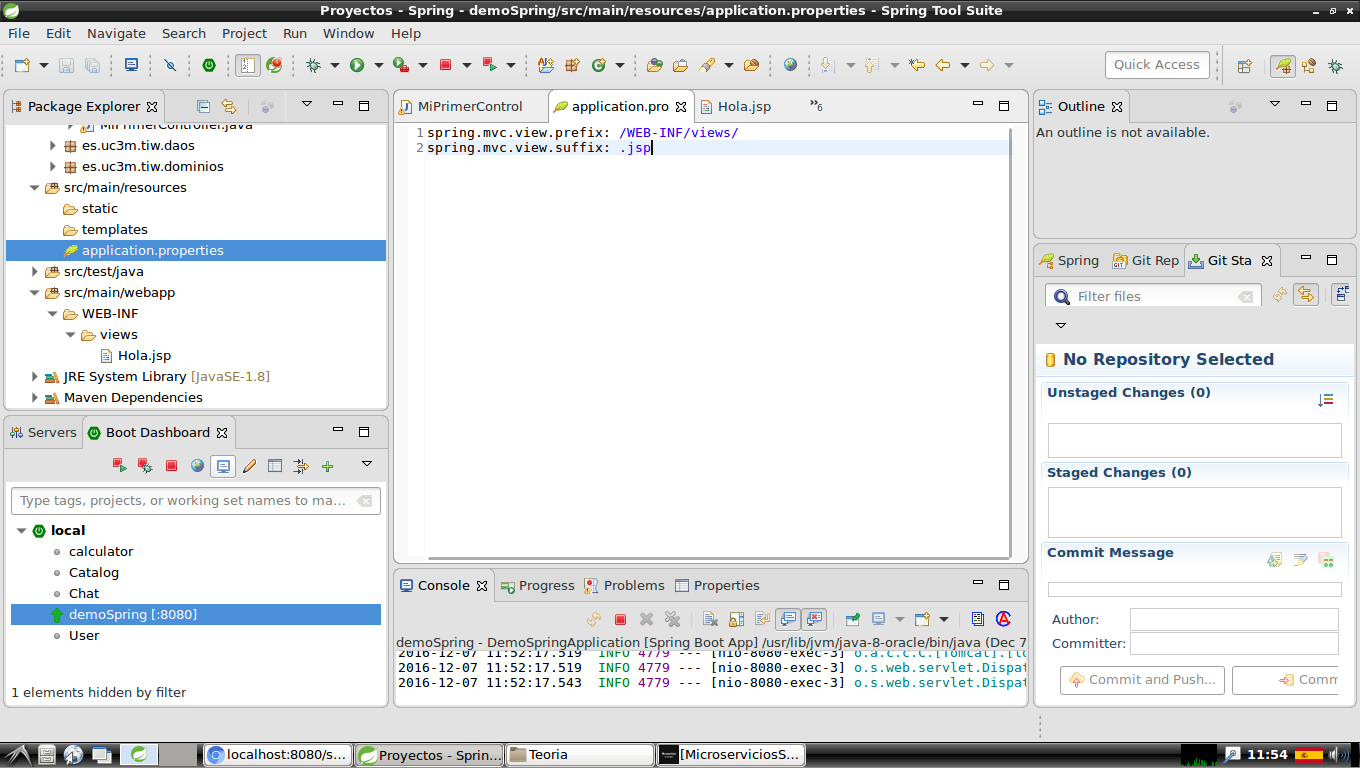 Proyectos - Spring - demoSpring/src/main/resources/application.properties - Spring Tool Suite
File Edit Navigate Search Project Run Window Help
Quick Access
Package Explorer
MiPrimerController.java
es.uc3m.tiw.daos
es.uc3m.tiw.dominios
src/main/resources
static
templates
application.properties
src/test/java
src/main/webapp
WEB-INF
views
Hola.jsp
JRE System Library [JavaSE-1.8]
Maven Dependencies
Servers Boot Dashboard
Type tags, projects, or working set names to ma...
local
calculator
Catalog
Chat
demoSpring [:8080]
User
1 elements hidden by filter
MiPrimerControl application.pro Hola.jsp »6
1 spring.mvc.view.prefix: /WEB-INF/views/
2 spring.mvc.view.suffix: .jsp
Console Progress Problems Properties
demoSpring - DemoSpringApplication [Spring Boot App] /usr/lib/jvm/java-8-oracle/bin/java (Dec 7
2016-12-07 11:52:17.519 INFO 4779 --- [nio-8080-exec-3] o.a.c.c.C.[Tomcat].[lo
2016-12-07 11:52:17.519 INFO 4779 --- [nio-8080-exec-3] o.s.web.servlet.Dispat
2016-12-07 11:52:17.543 INFO 4779 --- [nio-8080-exec-3] o.s.web.servlet.Dispat
Outline
An outline is not available.
Spring Git Rep Git Sta
Filter files
No Repository Selected
Unstaged Changes (0)
Staged Changes (0)
Commit Message
Author:
Committer:
Commit and Push... Comm
localhost:8080/s... Proyectos - Sprin... Teoria [MicroserviciosS... 11:54